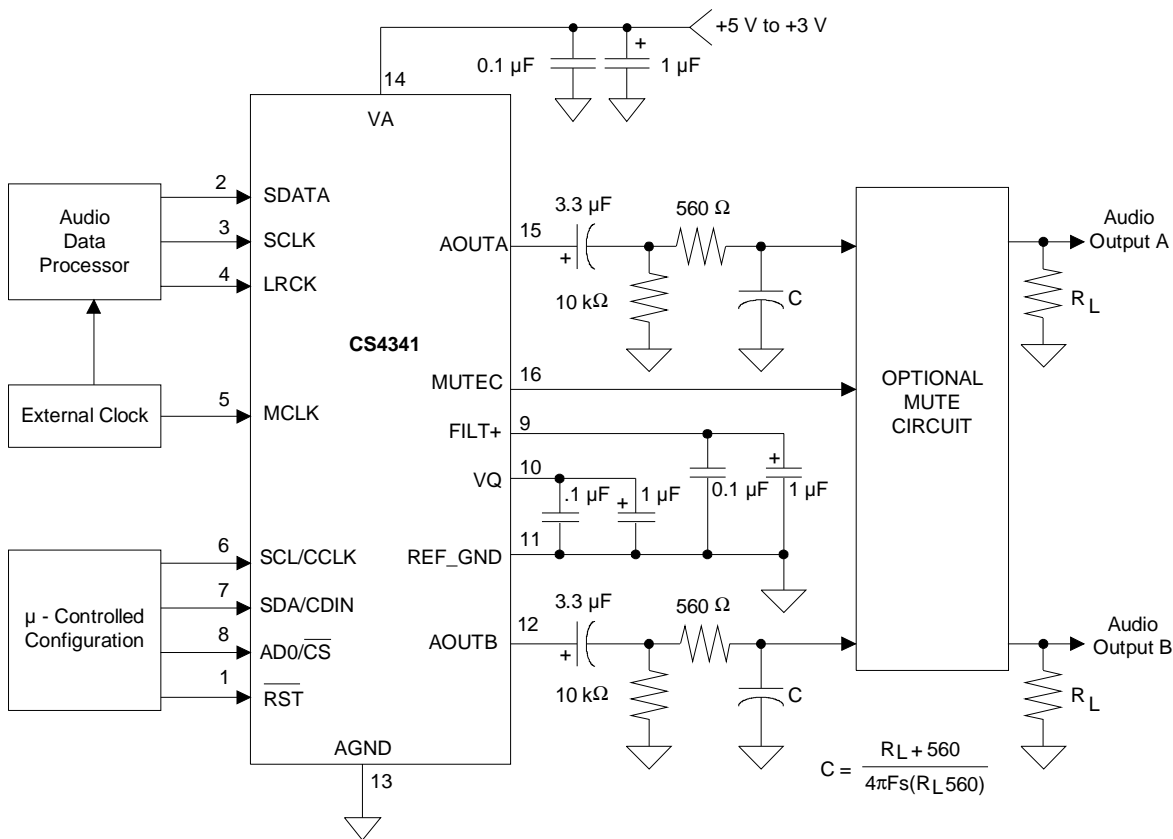 +5 V to +3 V
0.1 µF
+
1 µF
14
VA
2
SDATA
3
SCLK
4
LRCK
Audio
Data
Processor
External Clock
5
MCLK
CS4341
AOUTA
15
3.3 µF
+
560 Ω
10 kΩ
C
MUTEC
16
OPTIONAL
MUTE
CIRCUIT
Audio
Output A
R L
FILT+
9
VQ
10
.1 µF
+
1 µF
0.1 µF
+
1 µF
REF_GND
11
µ - Controlled
Configuration
6
SCL/CCLK
7
SDA/CDIN
8
AD0/C̅S̅
1
R̅S̅T̅
AOUTB
12
3.3 µF
+
560 Ω
10 kΩ
C
Audio
Output B
R L
AGND
13
C = R L + 560
4πFs(R L 560)